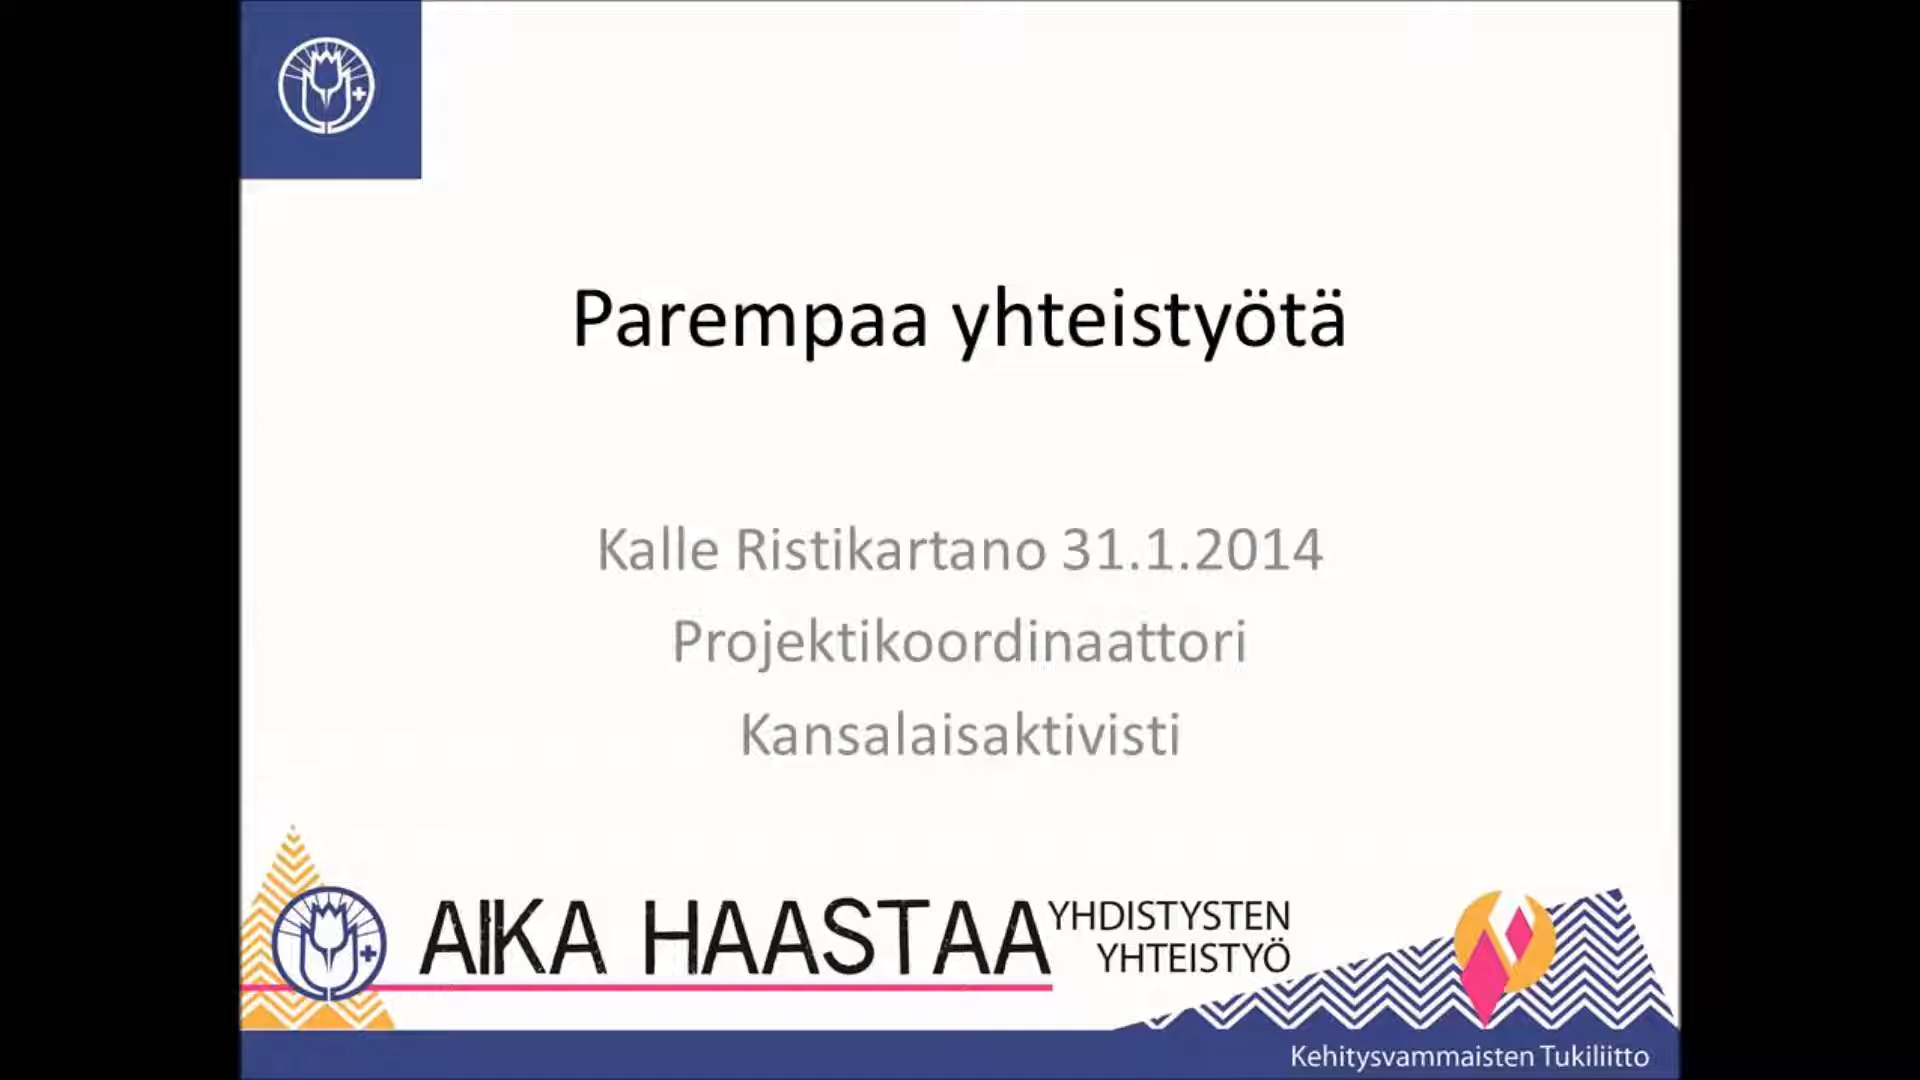 Parempaa yhteistyötä
Kalle Ristikartano 31.1.2014
Projektikoordinaattori
Kansalaisaktivisti
AIKA HAASTAA
YHDISTYSTEN
YHTEISTYÖ
Kehitysvammaisten Tukiliitto